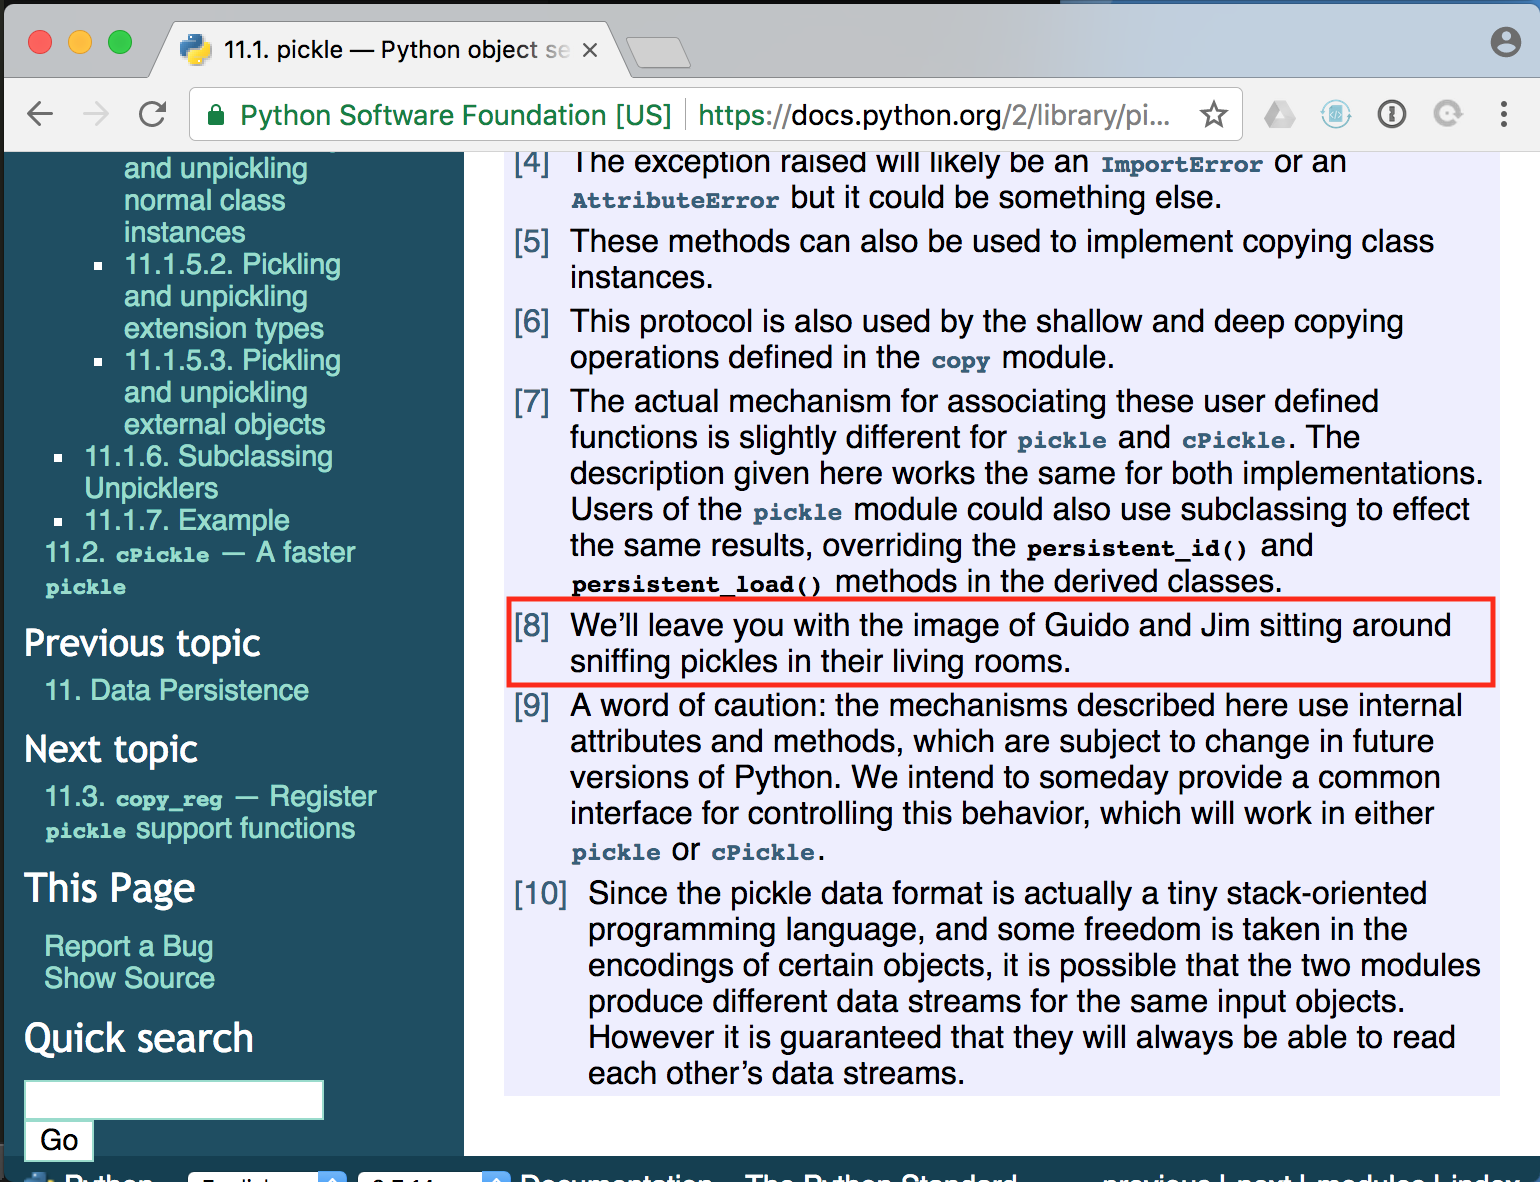 11.1. pickle — Python object se
Python Software Foundation [US]
https://docs.python.org/2/library/pi...
and unpickling
normal class
instances
11.1.5.2. Pickling
and unpickling
extension types
11.1.5.3. Pickling
and unpickling
external objects
11.1.6. Subclassing
Unpicklers
11.1.7. Example
11.2. cPickle — A faster
pickle
Previous topic
11. Data Persistence
Next topic
11.3. copy_reg — Register
pickle support functions
This Page
Report a Bug
Show Source
Quick search
Go
[4] The exception raised will likely be an ImportError or an
AttributeError but it could be something else.
[5] These methods can also be used to implement copying class
instances.
[6] This protocol is also used by the shallow and deep copying
operations defined in the copy module.
[7] The actual mechanism for associating these user defined
functions is slightly different for pickle and cPickle. The
description given here works the same for both implementations.
Users of the pickle module could also use subclassing to effect
the same results, overriding the persistent_id() and
persistent_load() methods in the derived classes.
[8] We’ll leave you with the image of Guido and Jim sitting around
sniffing pickles in their living rooms.
[9] A word of caution: the mechanisms described here use internal
attributes and methods, which are subject to change in future
versions of Python. We intend to someday provide a common
interface for controlling this behavior, which will work in either
pickle or cPickle.
[10] Since the pickle data format is actually a tiny stack-oriented
programming language, and some freedom is taken in the
encodings of certain objects, it is possible that the two modules
produce different data streams for the same input objects.
However it is guaranteed that they will always be able to read
each other’s data streams.
Python English Documentation The Python Standard previous | next | modules | index